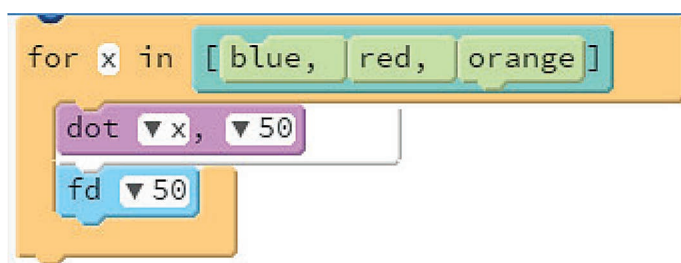 for x in [blue, red, orange]
dot ▼x, ▼50
fd ▼50